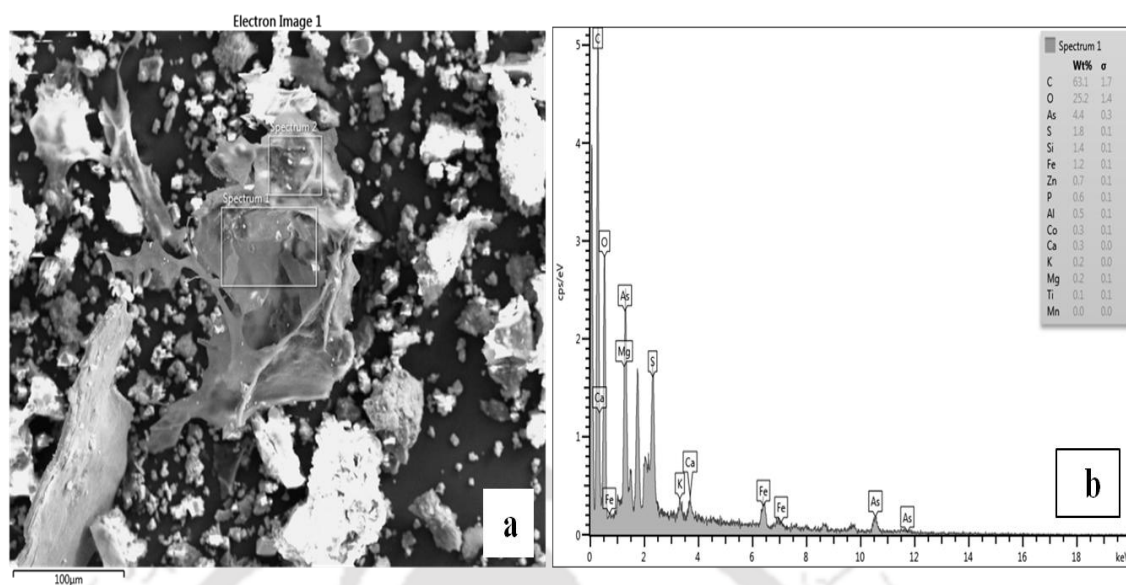 Electron Image 1
Spectrum 2
Spectrum 1
100µm
a
5
4
3
2
1
0
cps/eV
C
O
As
Mg
S
Ca
Fe
K
Ca
Fe
Fe
As
As
0
2
4
6
8
10
12
14
16
18
keV
b
Spectrum 1
Wt% σ
C 63.1 1.7
O 25.2 1.4
As 4.4 0.3
S 1.8 0.1
Si 1.4 0.1
Fe 1.2 0.1
Zn 0.7 0.1
P 0.6 0.1
Al 0.5 0.1
Co 0.3 0.1
Ca 0.3 0.0
K 0.2 0.0
Mg 0.2 0.1
Ti 0.1 0.1
Mn 0.0 0.0